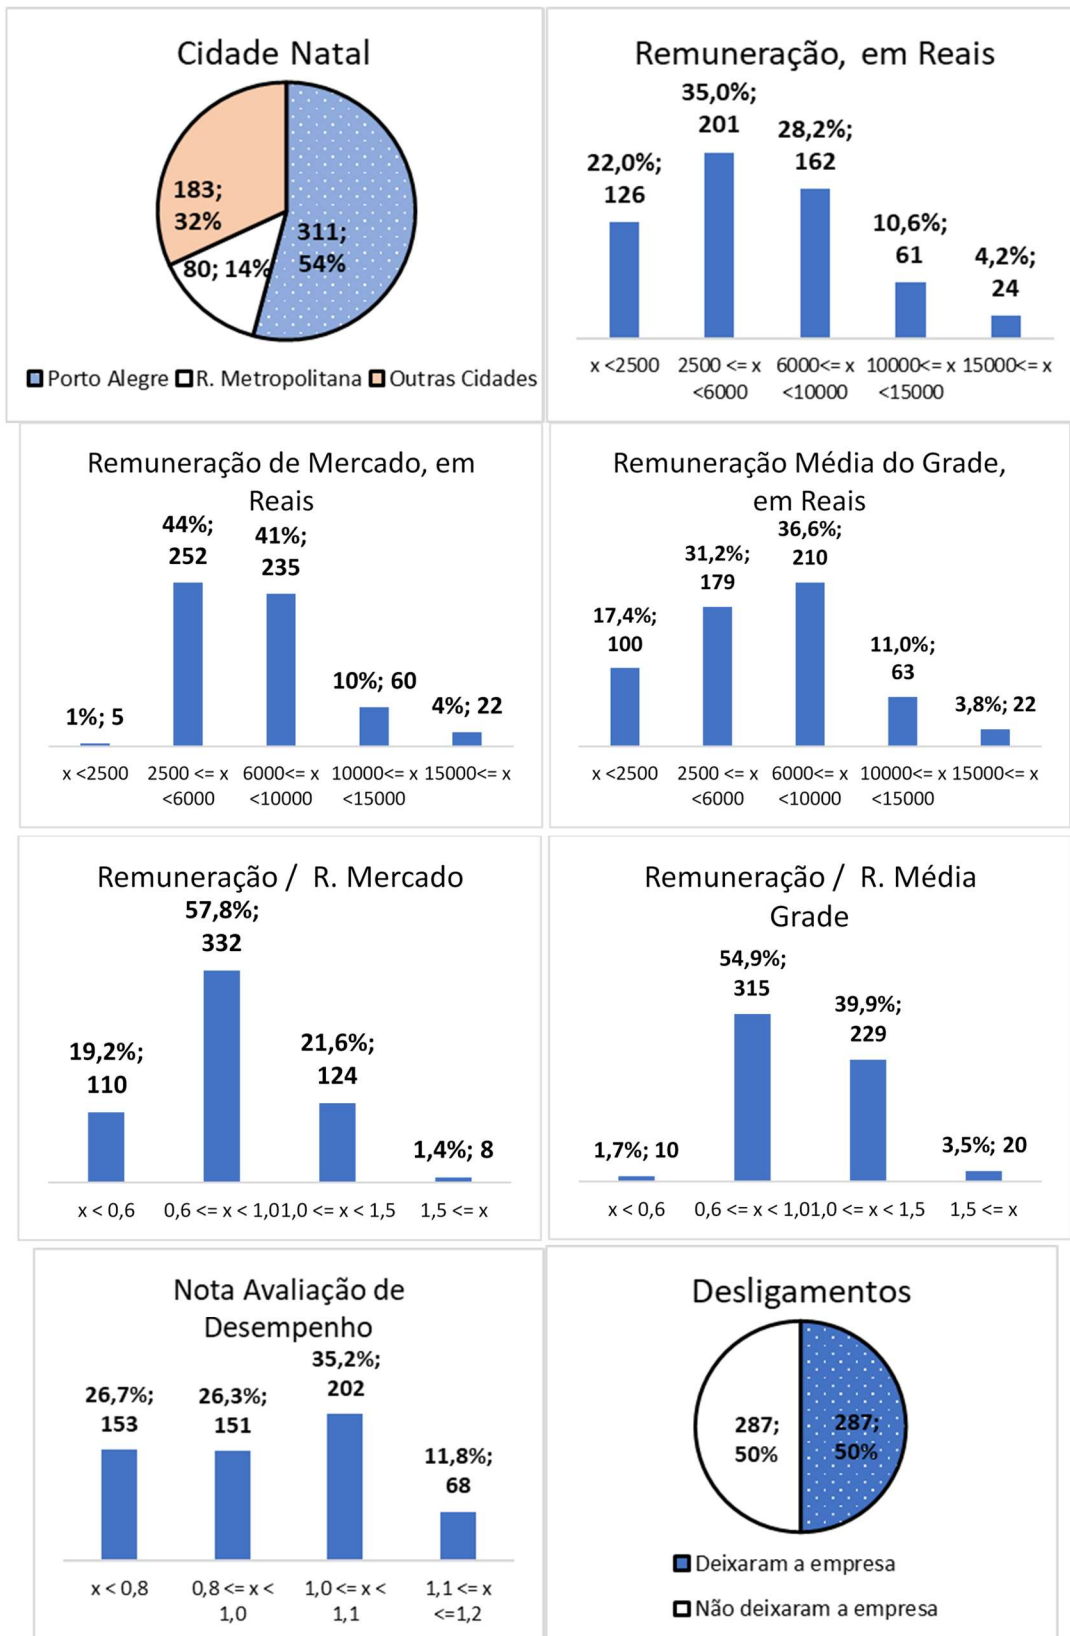 Cidade Natal
183;
32%
311;
54%
80; 14%
Porto Alegre R. Metropolitana Outras Cidades
Remuneração, em Reais
35,0%;
201
28,2%;
162
22,0%;
126
10,6%;
61
4,2%;
24
x <2500 2500 <= x 6000<= x 10000<= x 15000<= x
<6000 <10000 <15000
Remuneração de Mercado, em
Reais
44%;
252
41%;
235
10%; 60
4%; 22
1%; 5
x <2500 2500 <= x 6000<= x 10000<= x 15000<= x
<6000 <10000 <15000
Remuneração Média do Grade,
em Reais
36,6%;
210
31,2%;
179
17,4%;
100
11,0%;
63
3,8%; 22
x <2500 2500 <= x 6000<= x 10000<= x 15000<= x
<6000 <10000 <15000
Remuneração / R. Mercado
57,8%;
332
19,2%;
110
21,6%;
124
1,4%; 8
x < 0,6 0,6 <= x < 1,0 1,0 <= x < 1,5 1,5 <= x
Remuneração / R. Média
Grade
54,9%;
315
39,9%;
229
1,7%; 10
3,5%; 20
x < 0,6 0,6 <= x < 1,0 1,0 <= x < 1,5 1,5 <= x
Nota Avaliação de
Desempenho
35,2%;
202
26,7%;
153
26,3%;
151
11,8%;
68
x < 0,8 0,8 <= x < 1,0 <= x < 1,1 <= x
1,0 1,1 <=1,2
Desligamentos
287;
50%
287;
50%
Deixaram a empresa
Não deixaram a empresa